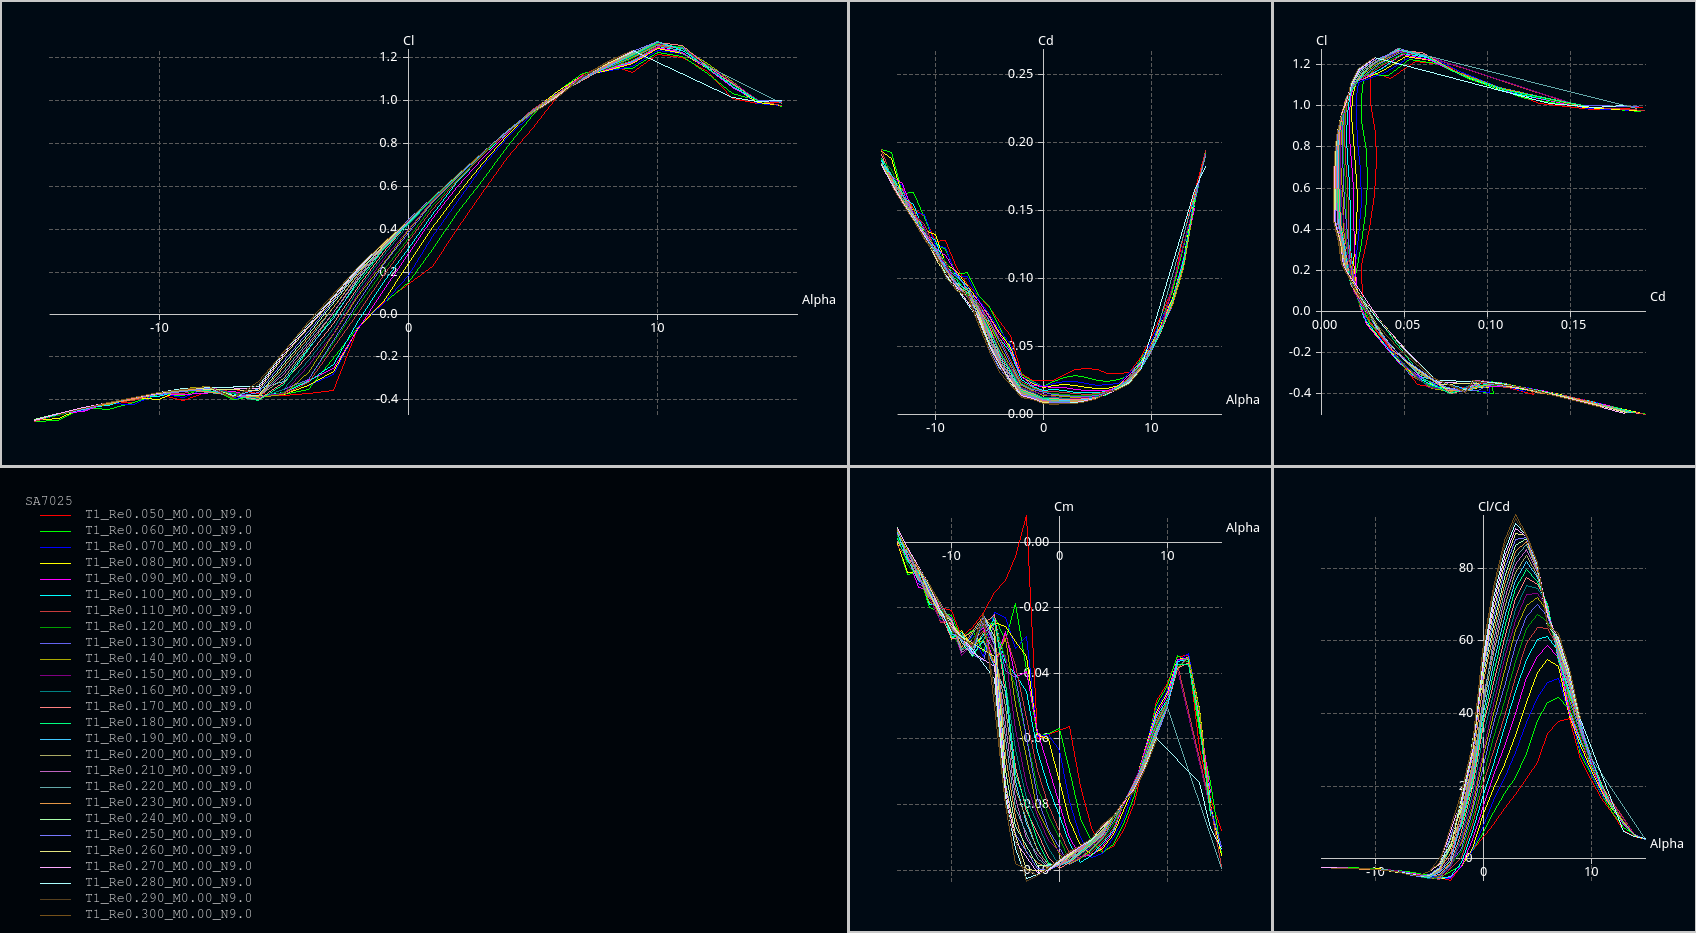 Cl
1.2
1.0
0.8
0.6
0.4
0.2
0.0
-0.2
-0.4
-10
0
10
Alpha
Cd
0.25
0.20
0.15
0.10
0.05
0.00
-10
0
10
Alpha
Cl
1.2
1.0
0.8
0.6
0.4
0.2
0.0
-0.2
-0.4
0.00
0.05
0.10
0.15
Cd
SA7025
T1_Re0.050_M0.00_N9.0
T1_Re0.060_M0.00_N9.0
T1_Re0.070_M0.00_N9.0
T1_Re0.080_M0.00_N9.0
T1_Re0.090_M0.00_N9.0
T1_Re0.100_M0.00_N9.0
T1_Re0.110_M0.00_N9.0
T1_Re0.120_M0.00_N9.0
T1_Re0.130_M0.00_N9.0
T1_Re0.140_M0.00_N9.0
T1_Re0.150_M0.00_N9.0
T1_Re0.160_M0.00_N9.0
T1_Re0.170_M0.00_N9.0
T1_Re0.180_M0.00_N9.0
T1_Re0.190_M0.00_N9.0
T1_Re0.200_M0.00_N9.0
T1_Re0.210_M0.00_N9.0
T1_Re0.220_M0.00_N9.0
T1_Re0.230_M0.00_N9.0
T1_Re0.240_M0.00_N9.0
T1_Re0.250_M0.00_N9.0
T1_Re0.260_M0.00_N9.0
T1_Re0.270_M0.00_N9.0
T1_Re0.280_M0.00_N9.0
T1_Re0.290_M0.00_N9.0
T1_Re0.300_M0.00_N9.0
Cm
Alpha
0.00
-10
0
10
-0.02
-0.04
-0.06
-0.08
Cl/Cd
80
60
40
0
-10
0
10
Alpha